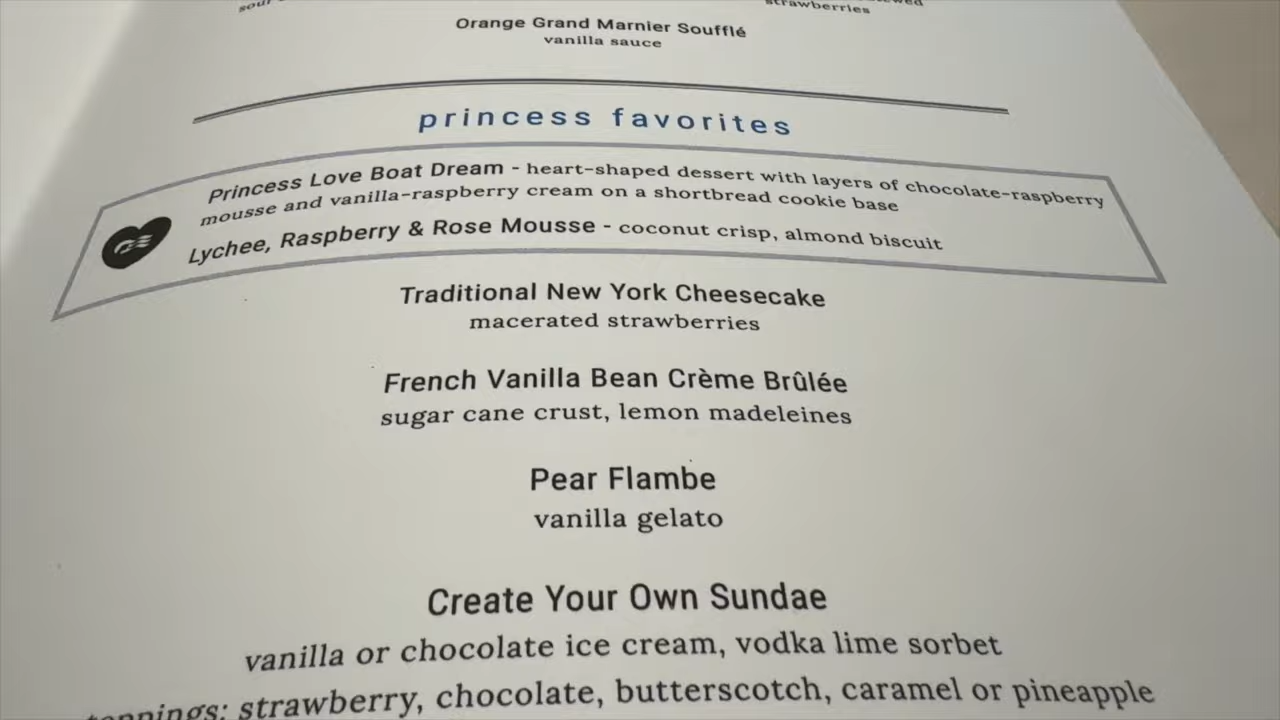 sour
strawberries
Orange Grand Marnier Soufflé
vanilla sauce
princess favorites
Princess Love Boat Dream - heart-shaped dessert with layers of chocolate-raspberry
mousse and vanilla-raspberry cream on a shortbread cookie base
Lychee, Raspberry & Rose Mousse - coconut crisp, almond biscuit
Traditional New York Cheesecake
macerated strawberries
French Vanilla Bean Crème Brûlée
sugar cane crust, lemon madeleines
Pear Flambe
vanilla gelato
Create Your Own Sundae
vanilla or chocolate ice cream, vodka lime sorbet
toppings: strawberry, chocolate, butterscotch, caramel or pineapple